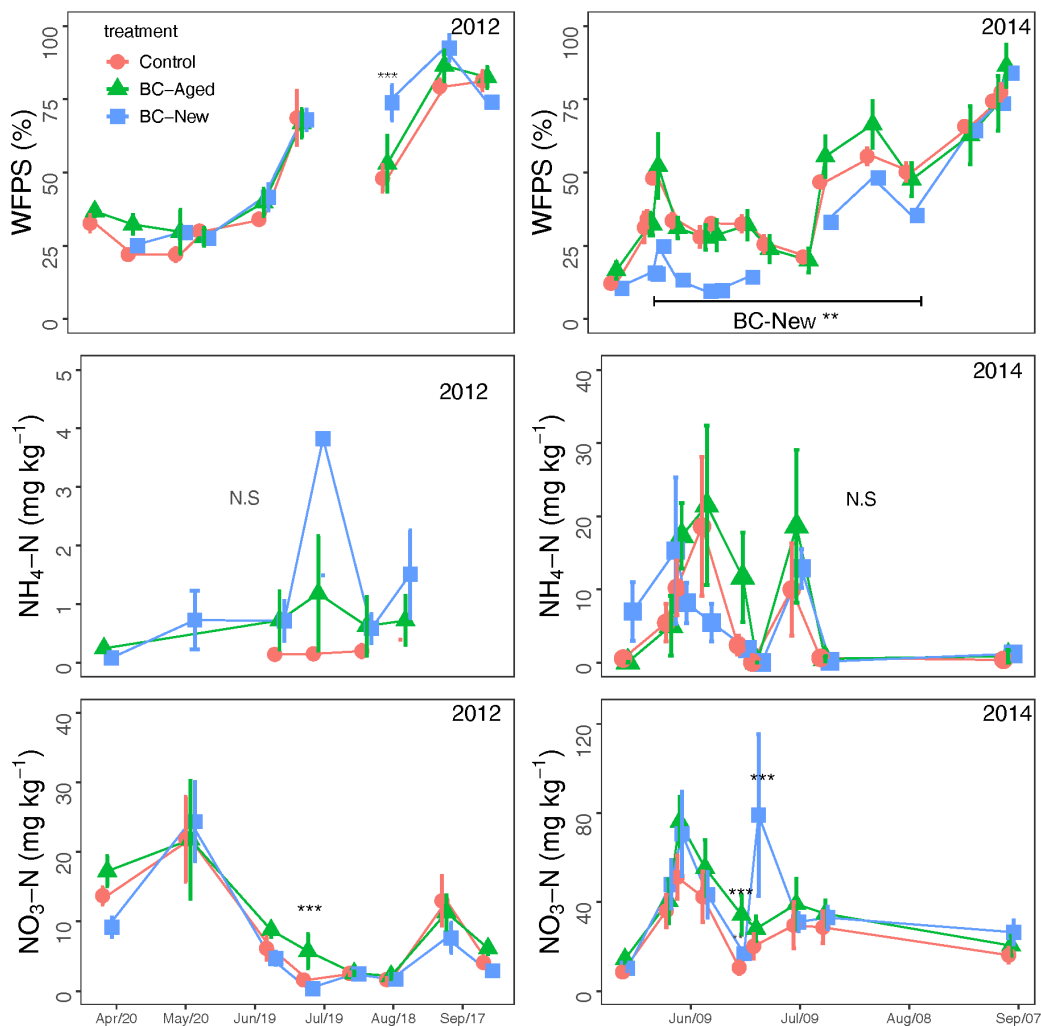 2012
treatment
Control
BC–Aged
BC–New
***
WFPS (%)
0
25
50
75
100
2014
WFPS (%)
0
25
50
75
100
BC-New **
2012
N.S
NH4–N (mg kg−1)
0
1
2
3
4
5
2014
N.S
NH4–N (mg kg−1)
0
10
20
30
40
2012
***
NO3–N (mg kg−1)
0
10
20
30
40
Apr/20 May/20 Jun/19 Jul/19 Aug/18 Sep/17
2014
***
***
NO3–N (mg kg−1)
0
40
80
120
Jun/09 Jul/09 Aug/08 Sep/07